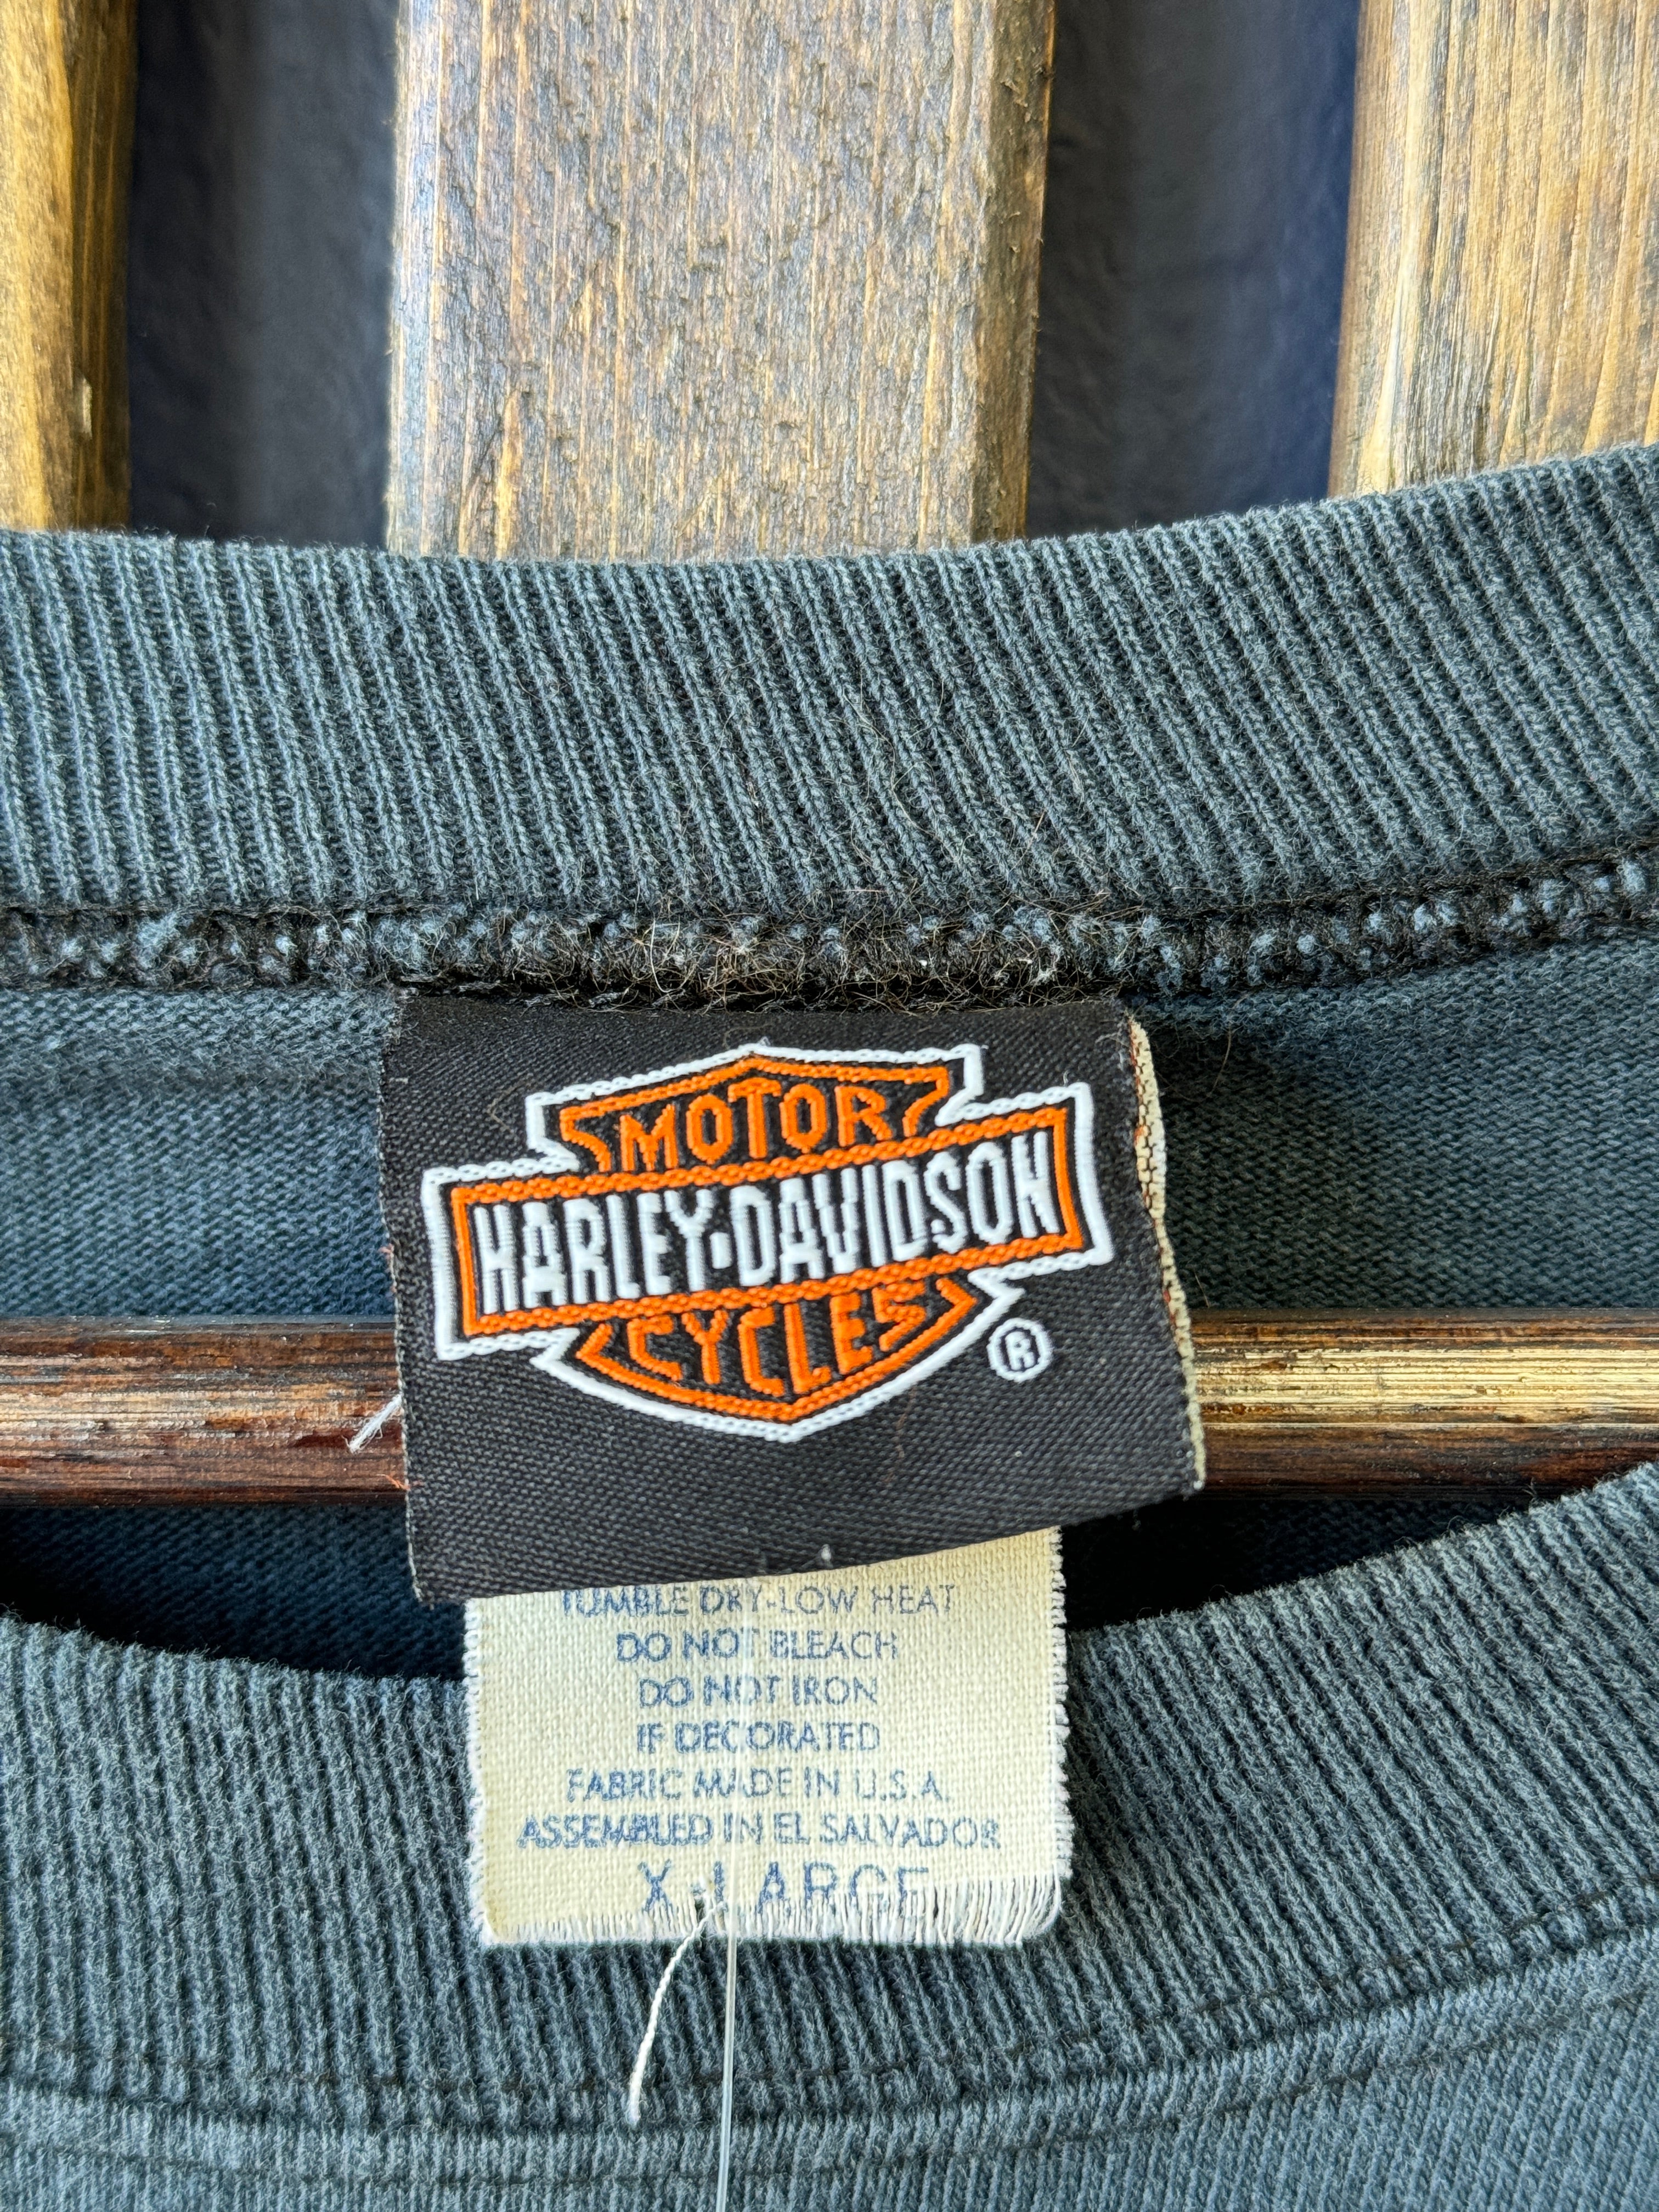 MOTOR
HARLEY-DAVIDSON
CYCLES
®
TUMBLE DRY-LOW HEAT
DO NOT BLEACH
DO NOT IRON
IF DECORATED
FABRIC MADE IN U.S.A.
ASSEMBLED IN EL SALVADOR
X-LARGE